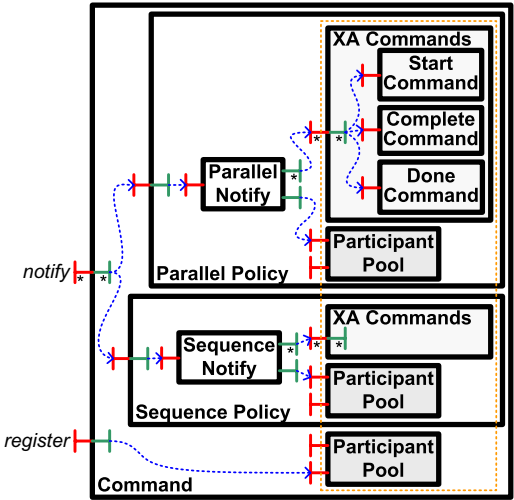 XA Commands
Start
Command
Complete
Command
*
*
*
Parallel
Notify
Done
Command
notify
*
*
Participant
Pool
Parallel Policy
XA Commands
Sequence
Notify
*
*
*
Participant
Pool
Sequence Policy
register
Participant
Pool
Command